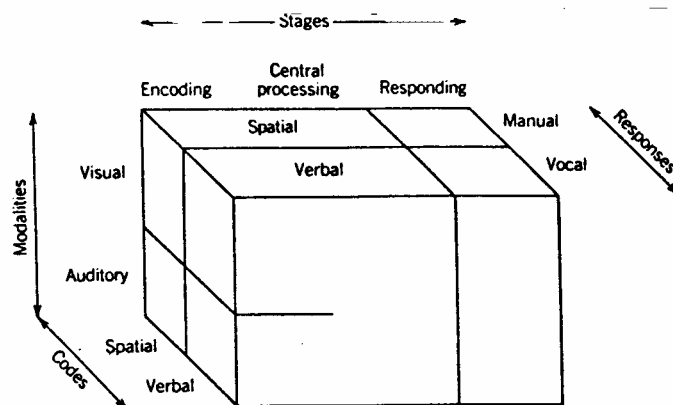 Stages
Encoding
Central
processing
Responding
Spatial
Manual
Verbal
Vocal
Responses
Visual
Modalities
Auditory
Spatial
Verbal
Codes